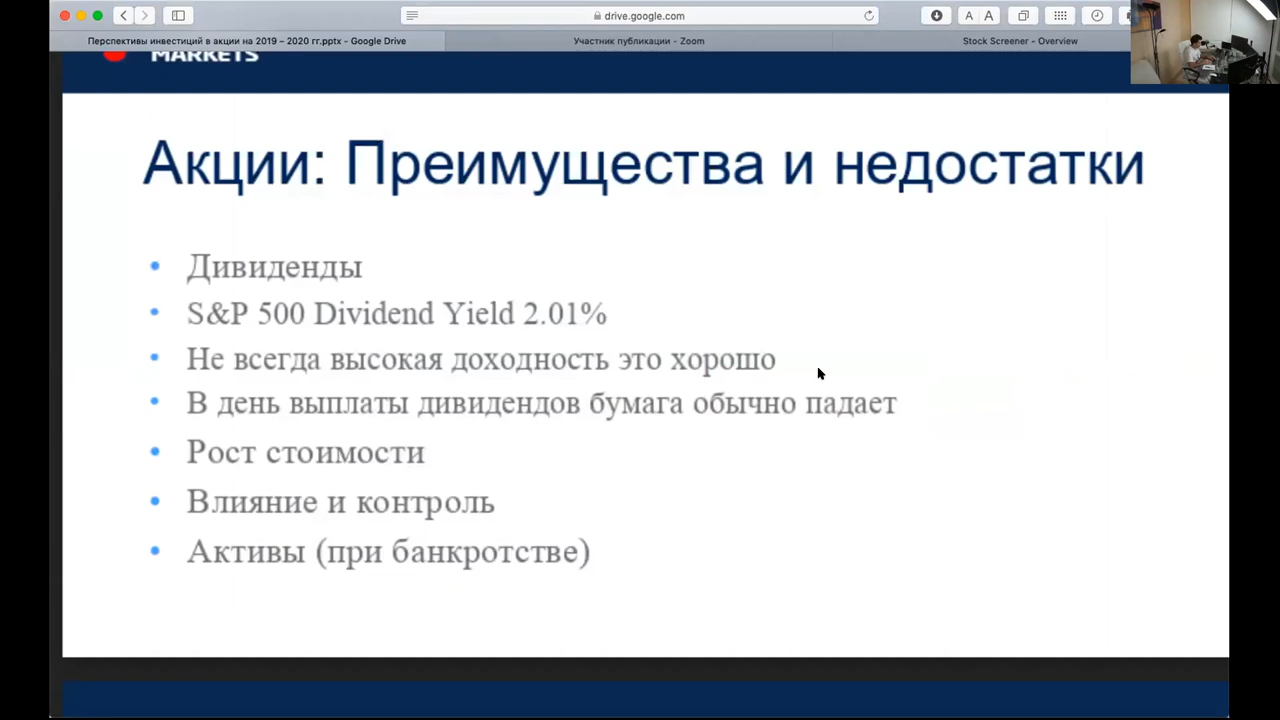 drive.google.com
A A
Перспективы инвестиций в акции на 2019 – 2020 гг.pptx - Google Drive
Участник публикации - Zoom
Stock Screener - Overview
MARKETS
Акции: Преимущества и недостатки
• Дивиденды
• S&P 500 Dividend Yield 2.01%
• Не всегда высокая доходность это хорошо
• В день выплаты дивидендов бумага обычно падает
• Рост стоимости
• Влияние и контроль
• Активы (при банкротстве)